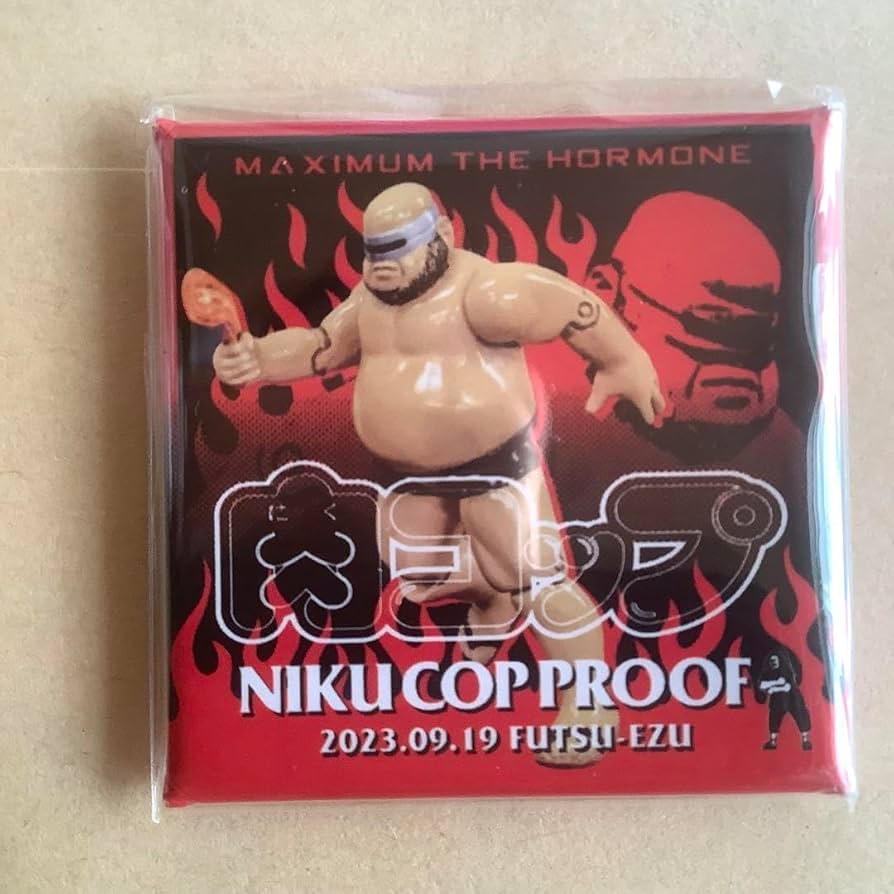 MAXIMUM THE HORMONE
肉コップ
NIKU COP PROOF
2023.09.19 FUTSU-EZU